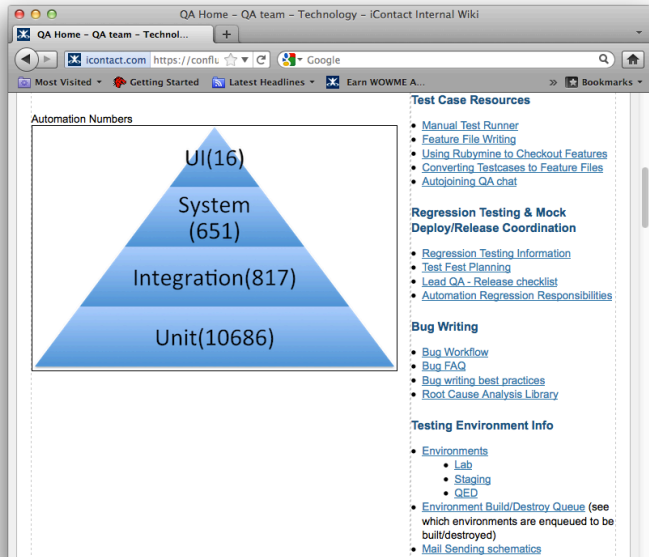 QA Home – QA team – Technology – iContact Internal Wiki
QA Home – QA team – Technol...
icontact.com https://conflu
Google
Most Visited
Getting Started
Latest Headlines
Earn WOWME A...
» Bookmarks
Automation Numbers
UI(16)
System
(651)
Integration(817)
Unit(10686)
Test Case Resources
Manual Test Runner
Feature File Writing
Using Rubymine to Checkout Features
Converting Testcases to Feature Files
Autojoining QA chat
Regression Testing & Mock
Deploy/Release Coordination
Regression Testing Information
Test Fest Planning
Lead QA - Release checklist
Automation Regression Responsibilities
Bug Writing
Bug Workflow
Bug FAQ
Bug writing best practices
Root Cause Analysis Library
Testing Environment Info
Environments
Lab
Staging
QED
Environment Build/Destroy Queue (see
which environments are enqueued to be
built/destroyed)
Mail Sending schematics